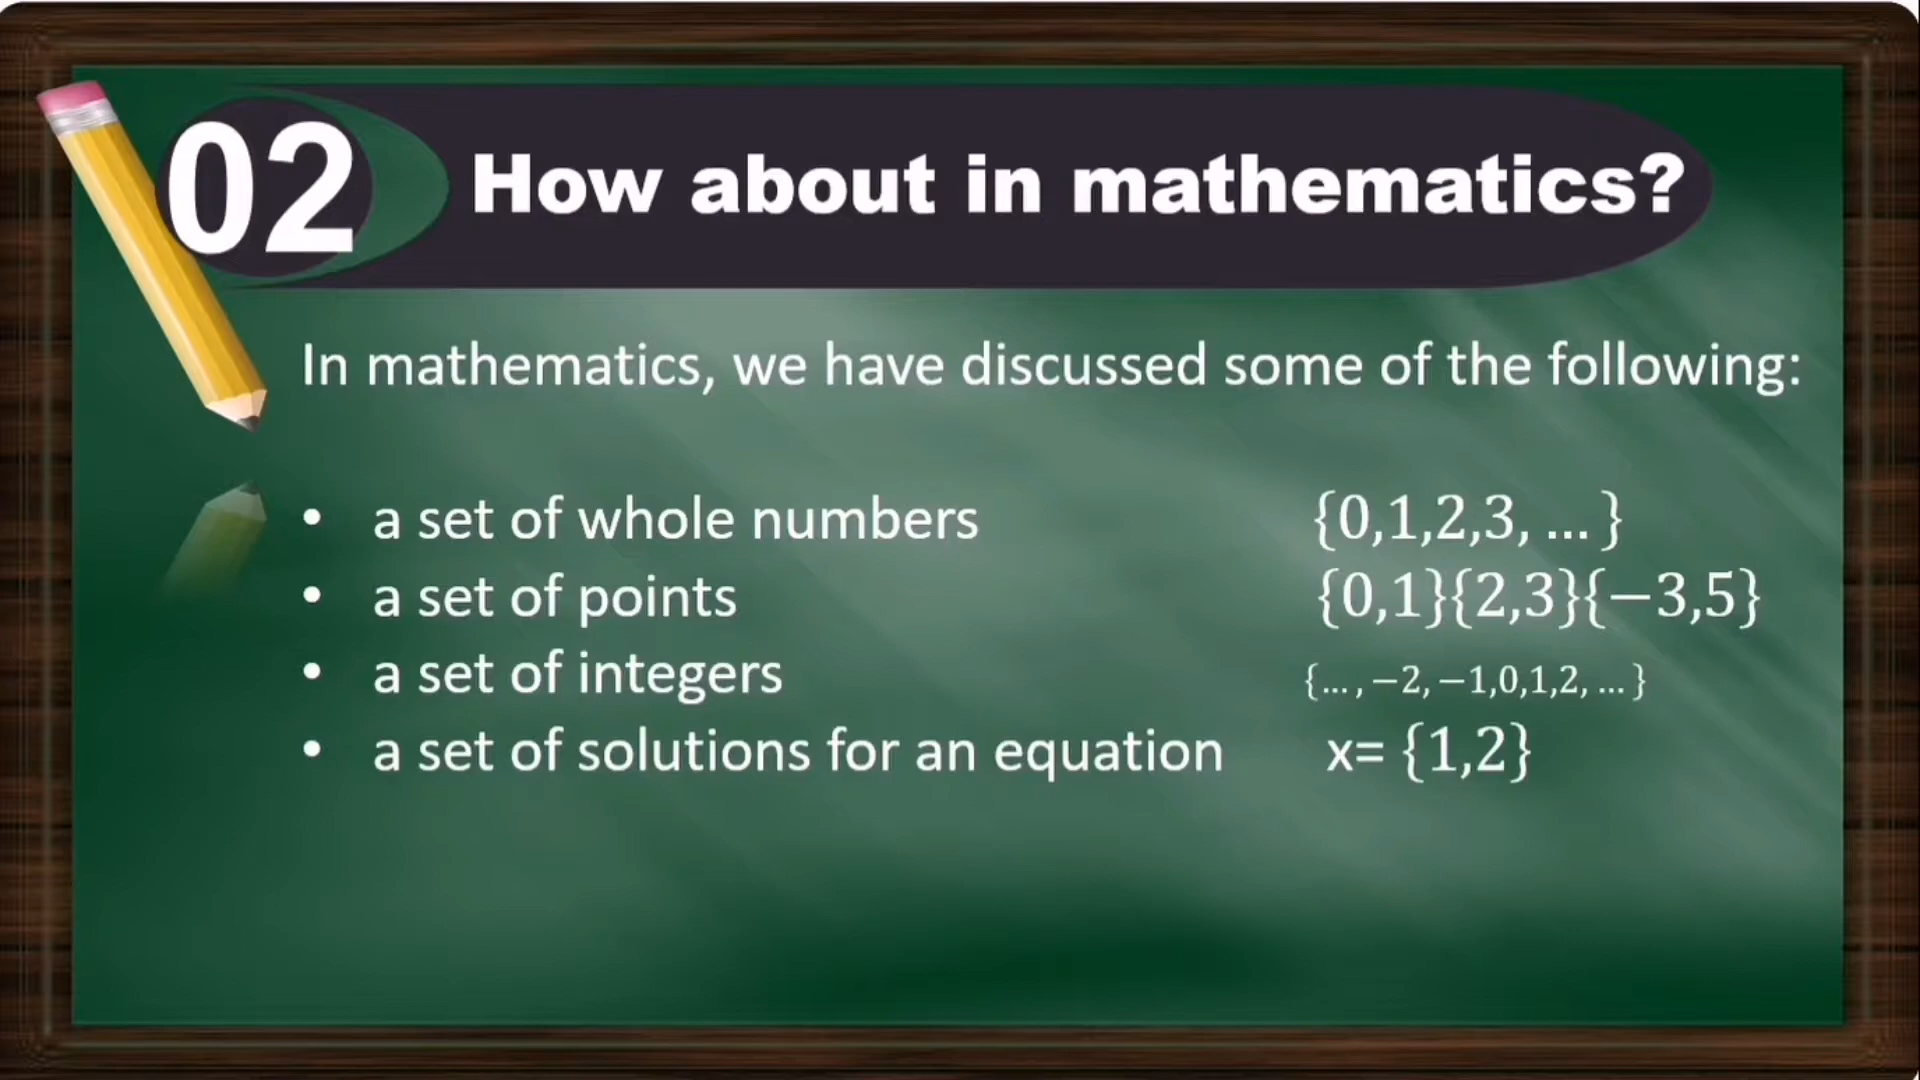 02 How about in mathematics?
In mathematics, we have discussed some of the following:
• a set of whole numbers {0,1,2,3, … }
• a set of points {0,1}{2,3}{−3,5}
• a set of integers {… , −2, −1,0,1,2, … }
• a set of solutions for an equation x= {1,2}